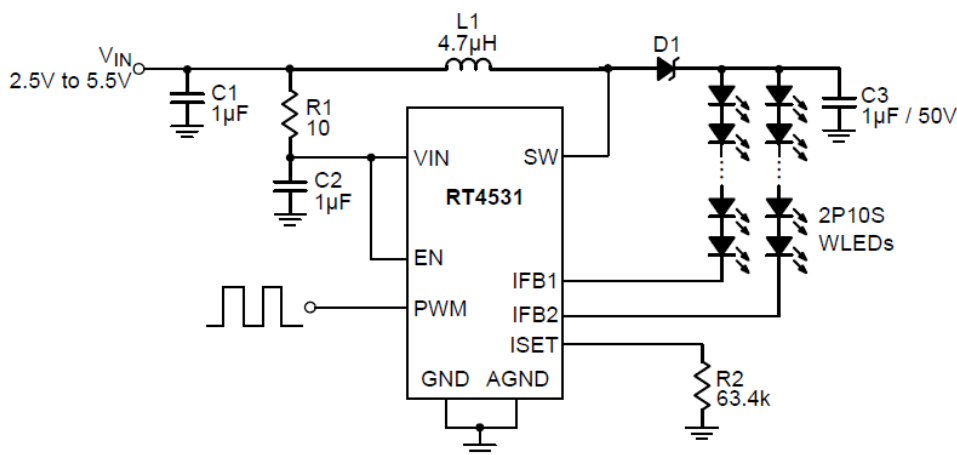 L1
4.7µH
D1
VIN
2.5V to 5.5V
C1
1µF
R1
10
C3
1µF / 50V
VIN
SW
C2
1µF
RT4531
2P10S
WLEDs
EN
IFB1
PWM
IFB2
ISET
GND
AGND
R2
63.4k